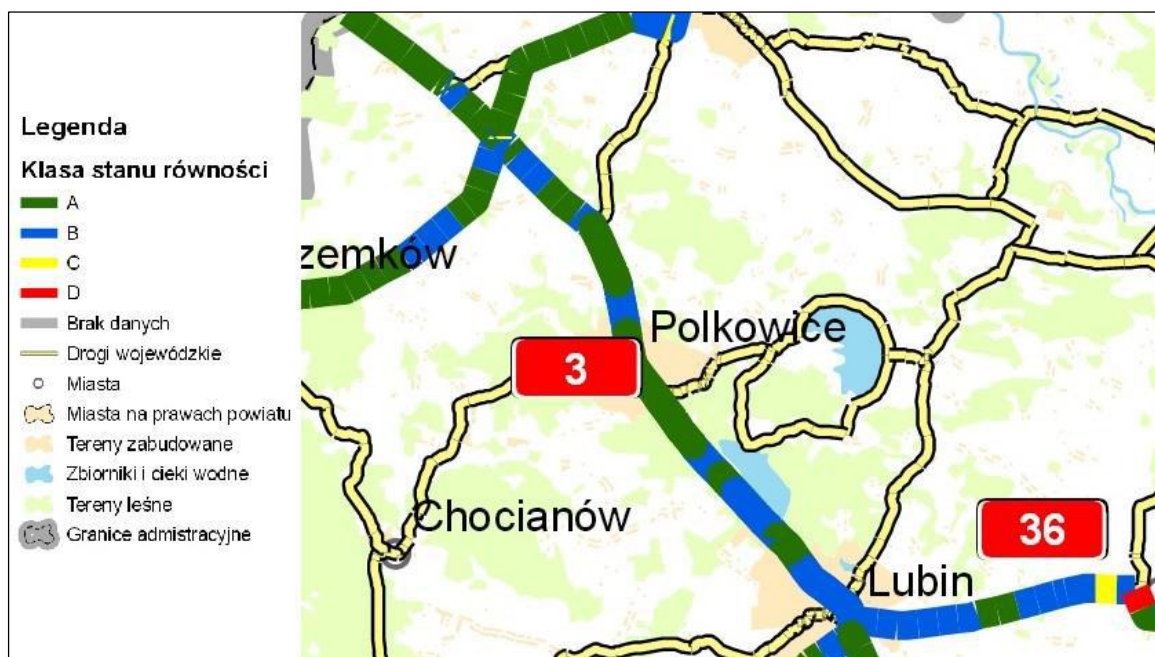 Legenda
Klasa stanu równości
A
B
C
D
Brak danych
Drogi wojewódzkie
Miasta
Miasta na prawach powiatu
Tereny zabudowane
Zbiorniki i cieki wodne
Tereny leśne
Granice admistracyjne
zemków
Polkowice
3
Chocianów
36
Lubin